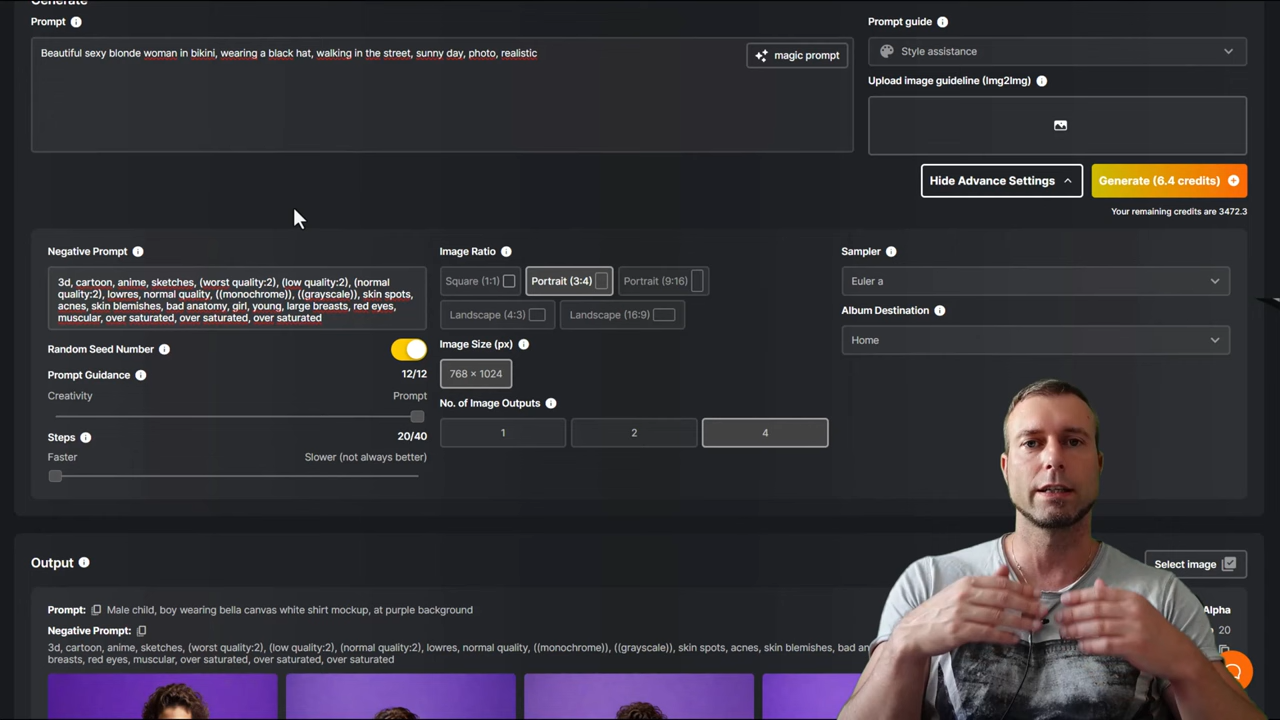 Generate
Prompt
Prompt guide
Beautiful sexy blonde woman in bikini, wearing a black hat, walking in the street, sunny day, photo, realistic
magic prompt
Style assistance
Upload image guideline (Img2Img)
Hide Advance Settings
Generate (6.4 credits)
Your remaining credits are 3472.3
Negative Prompt
Image Ratio
Sampler
3d, cartoon, anime, sketches, (worst quality:2), (low quality:2), (normal
quality:2), lowres, normal quality, ((monochrome)), ((grayscale)), skin spots,
acnes, skin blemishes, bad anatomy, girl, young, large breasts, red eyes,
muscular, over saturated, over saturated, over saturated
Square (1:1)
Portrait (3:4)
Portrait (9:16)
Landscape (4:3)
Landscape (16:9)
Euler a
Album Destination
Home
Random Seed Number
Image Size (px)
Prompt Guidance
12/12
768 × 1024
Creativity
Prompt
No. of Image Outputs
Steps
20/40
1
2
4
Faster
Slower (not always better)
Output
Select image
Prompt: Male child, boy wearing bella canvas white shirt mockup, at purple background
Alpha
Negative Prompt:
20
3d, cartoon, anime, sketches, (worst quality:2), (low quality:2), (normal quality:2), lowres, normal quality, ((monochrome)), ((grayscale)), skin spots, acnes, skin blemishes, bad
breasts, red eyes, muscular, over saturated, over saturated, over saturated